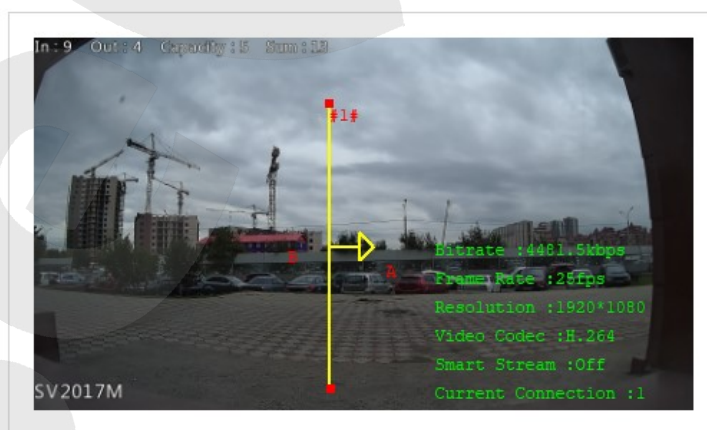 In:9 Out:4 Capacity:5 Sum:13
#1#
B
A
Bitrate :4481.5kbps
Frame Rate :25fps
Resolution :1920*1080
Video Codec :H.264
Smart Stream :Off
Current Connection :1
SV2017M